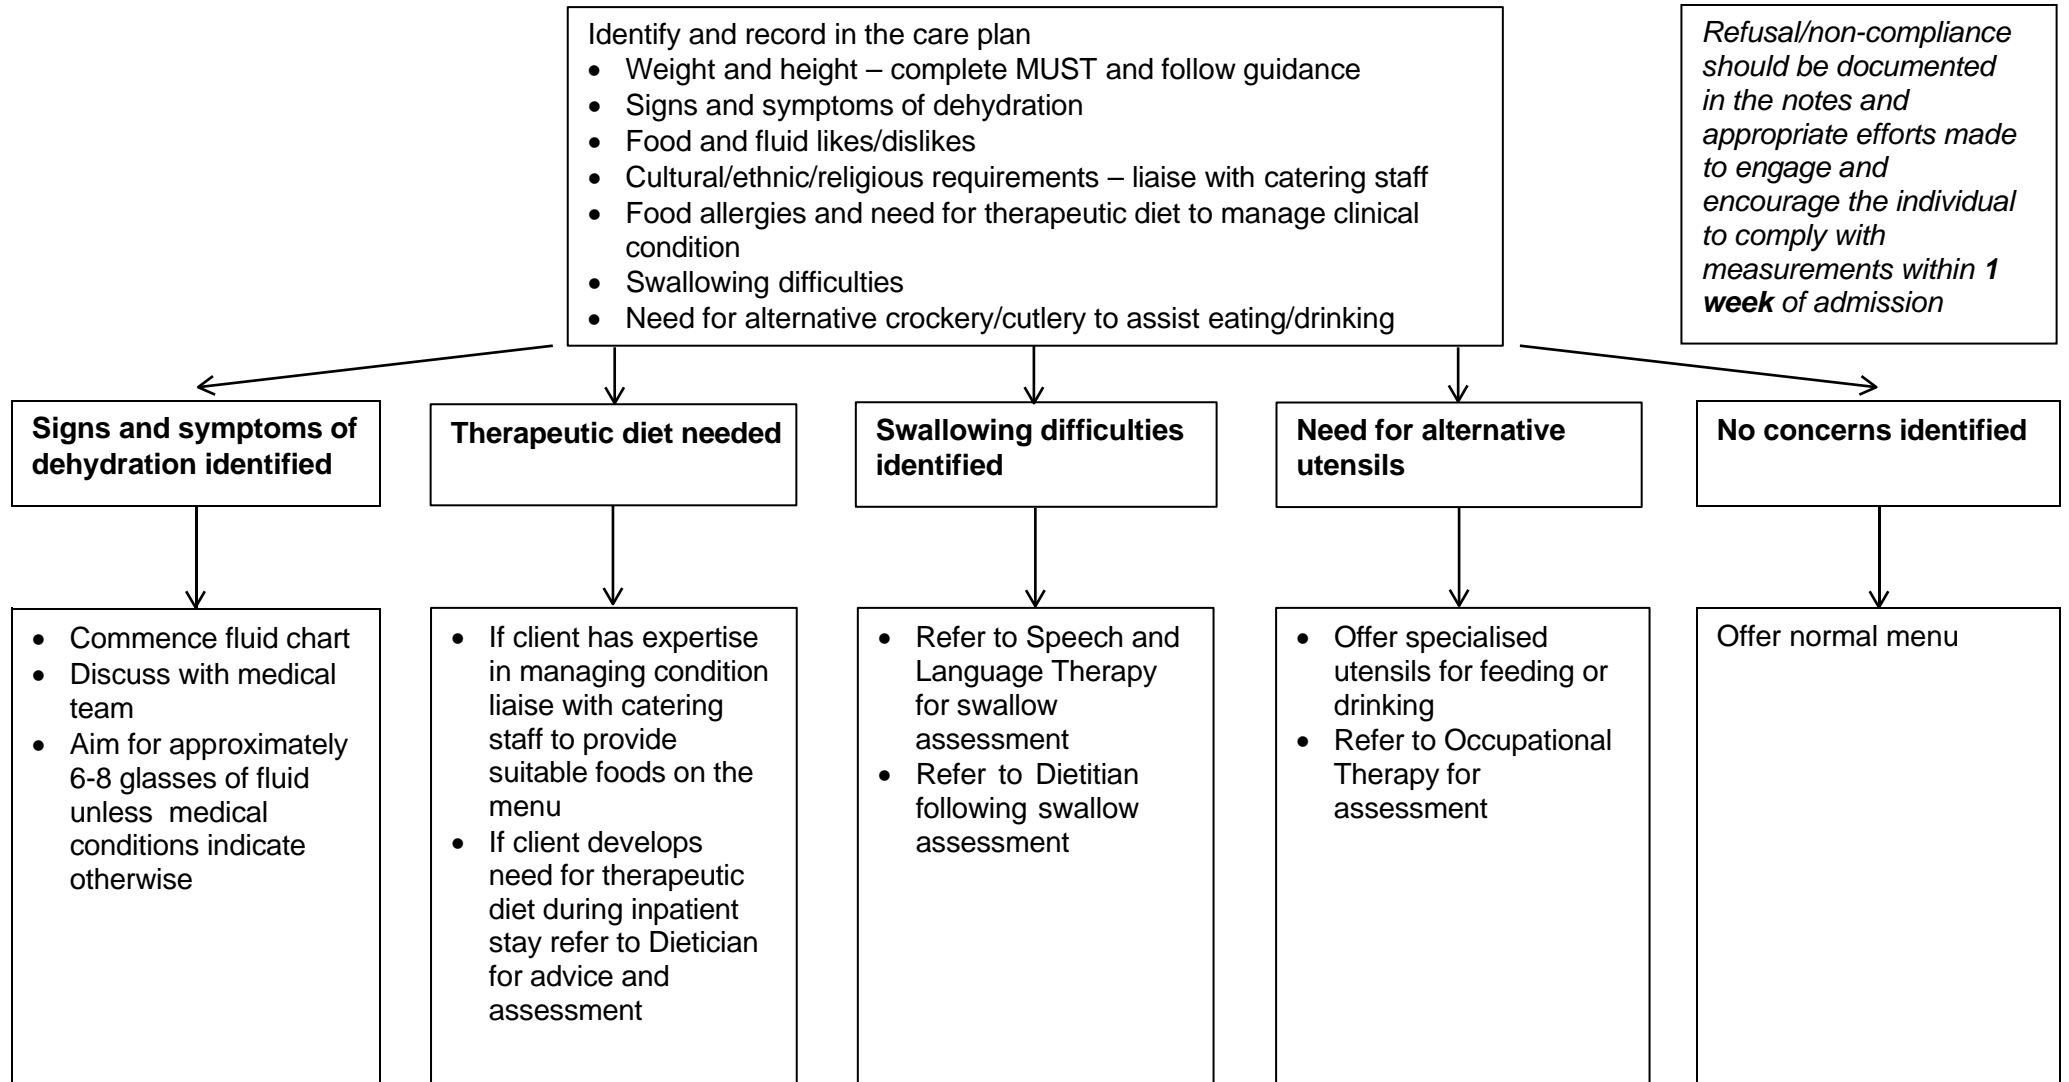 Identify and record in the care plan
• Weight and height – complete MUST and follow guidance
• Signs and symptoms of dehydration
• Food and fluid likes/dislikes
• Cultural/ethnic/religious requirements – liaise with catering staff
• Food allergies and need for therapeutic diet to manage clinical
condition
• Swallowing difficulties
• Need for alternative crockery/cutlery to assist eating/drinking
Refusal/non-compliance
should be documented
in the notes and
appropriate efforts made
to engage and
encourage the individual
to comply with
measurements within 1
week of admission
Signs and symptoms of
dehydration identified
Therapeutic diet needed
Swallowing difficulties
identified
Need for alternative
utensils
No concerns identified
• Commence fluid chart
• Discuss with medical
team
• Aim for approximately
6-8 glasses of fluid
unless medical
conditions indicate
otherwise
• If client has expertise
in managing condition
liaise with catering
staff to provide
suitable foods on the
menu
• If client develops
need for therapeutic
diet during inpatient
stay refer to Dietician
for advice and
assessment
• Refer to Speech and
Language Therapy
for swallow
assessment
• Refer to Dietitian
following swallow
assessment
• Offer specialised
utensils for feeding or
drinking
• Refer to Occupational
Therapy for
assessment
Offer normal menu